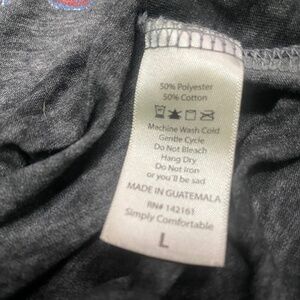 50% Polyester
50% Cotton
Machine Wash Cold
Gentle Cycle
Do Not Bleach
Hang Dry
Do Not Iron
or you'll be sad
MADE IN GUATEMALA
RN# 142161
Simply Comfortable
L